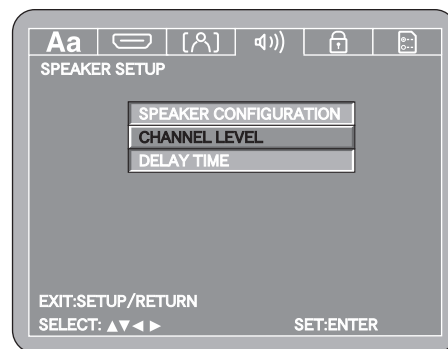 Aa
SPEAKER SETUP
SPEAKER CONFIGURATION
CHANNEL LEVEL
DELAY TIME
EXIT:SETUP/RETURN
SELECT: ▲▼◄ ► SET:ENTER